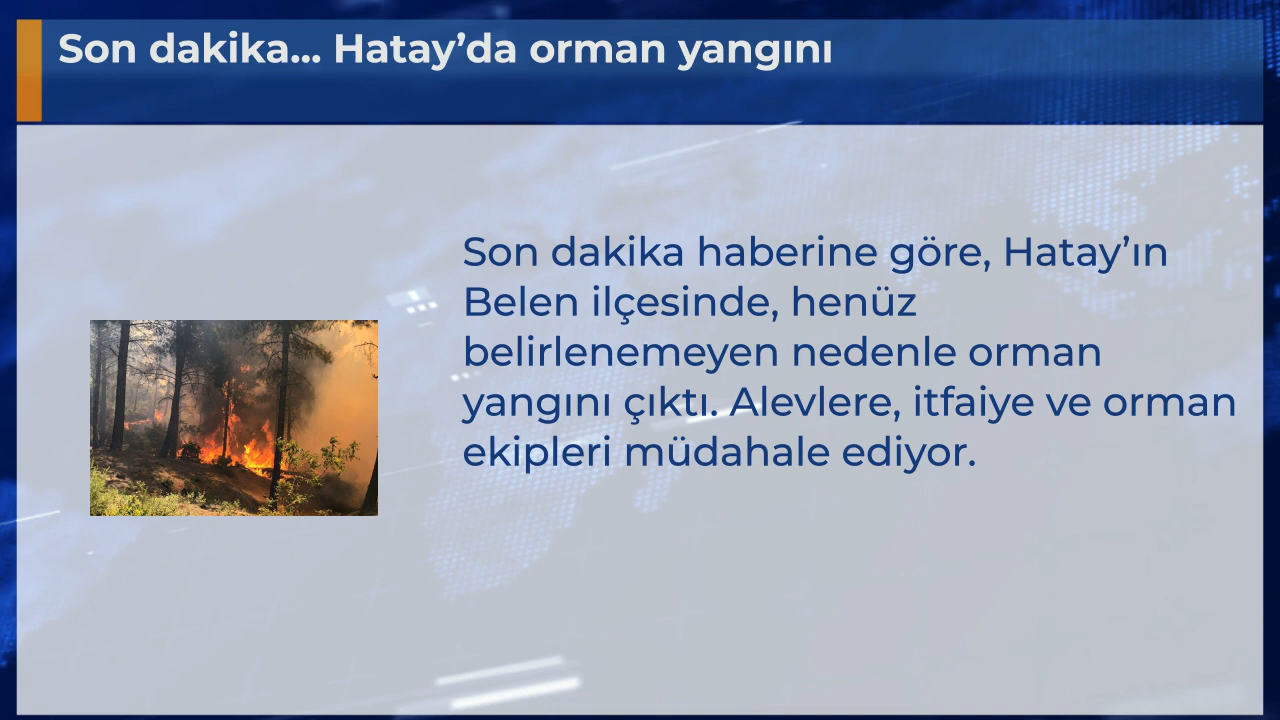 Son dakika... Hatay’da orman yangını
Son dakika haberine göre, Hatay’ın
Belen ilçesinde, henüz
belirlenemeyen nedenle orman
yangını çıktı. Alevlere, itfaiye ve orman
ekipleri müdahale ediyor.